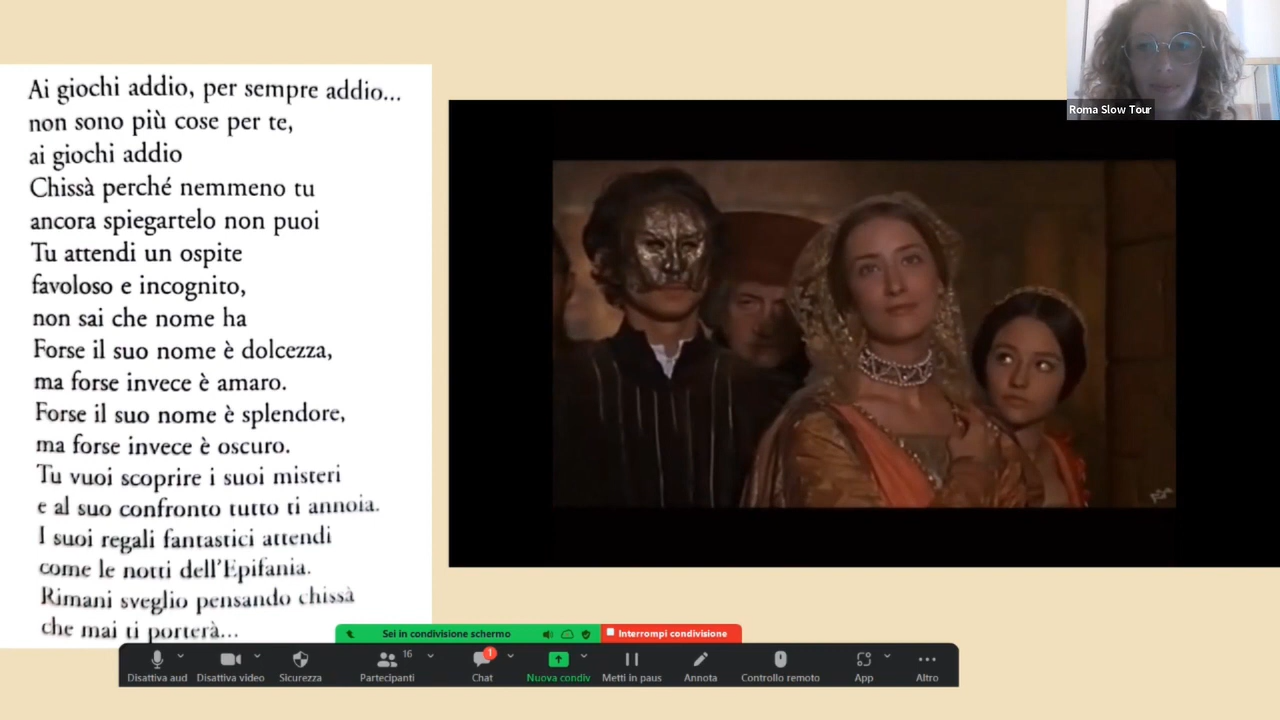 Ai giochi addio, per sempre addio...
non sono più cose per te,
ai giochi addio
Chissà perché nemmeno tu
ancora spiegartelo non puoi
Tu attendi un ospite
favoloso e incognito,
non sai che nome ha
Forse il suo nome è dolcezza,
ma forse invece è amaro.
Forse il suo nome è splendore,
ma forse invece è oscuro.
Tu vuoi scoprire i suoi misteri
e al suo confronto tutto ti annoia.
I suoi regali fantastici attendi
come le notti dell'Epifania.
Rimani sveglio pensando chissà
che mai ti porterà...
Roma Slow Tour
Sei in condivisione schermo
Interrompi condivisione
Disattiva aud
Disattiva video
Sicurezza
16
Partecipanti
1
Chat
Nuova condiv
Metti in paus
Annota
Controllo remoto
App
Altro